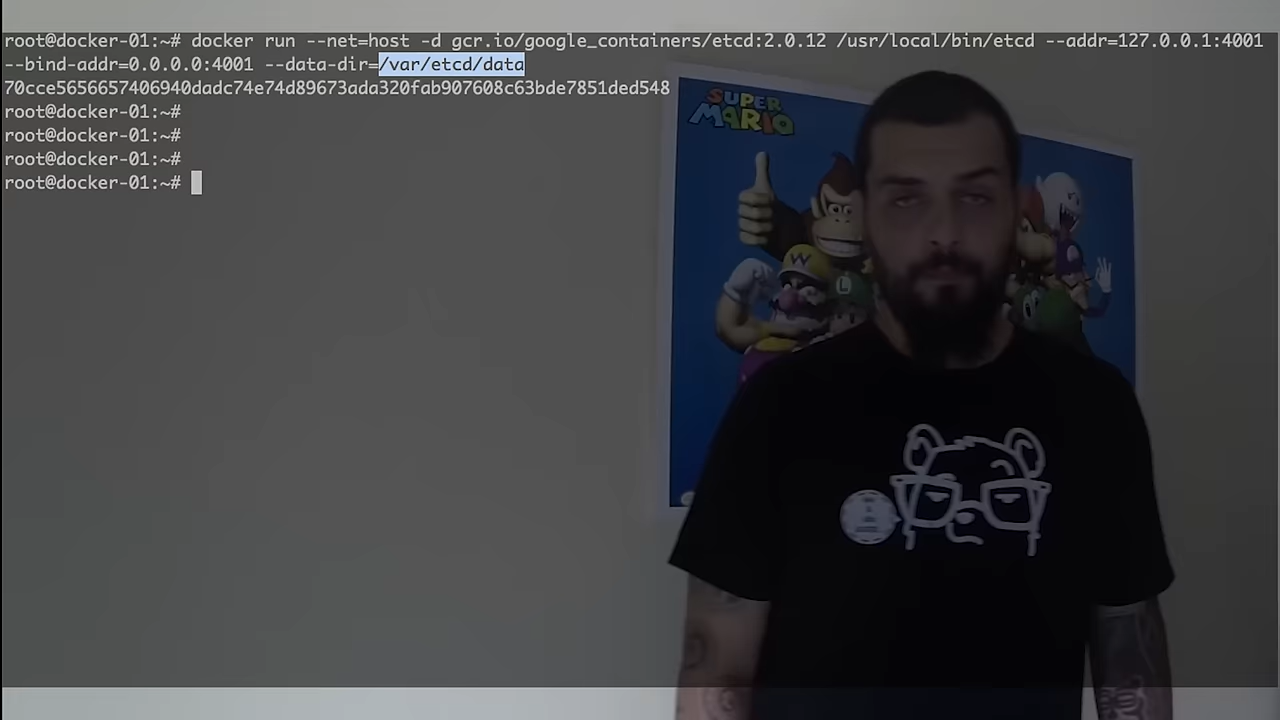 root@docker-01:~# docker run --net=host -d gcr.io/google_containers/etcd:2.0.12 /usr/local/bin/etcd --addr=127.0.0.1:4001
--bind-addr=0.0.0.0:4001 --data-dir=/var/etcd/data
70cce5656657406940dadc74e74d89673ada320fab907608c63bde7851ded548
root@docker-01:~#
root@docker-01:~#
root@docker-01:~#
root@docker-01:~#
SUPER
MARIO
W
L